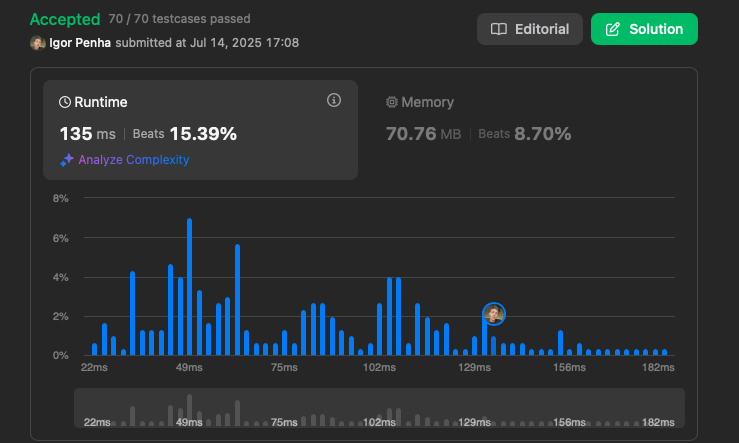 Accepted 70 / 70 testcases passed
Igor Penha submitted at Jul 14, 2025 17:08
Editorial
Solution
Runtime
135 ms | Beats 15.39%
Analyze Complexity
Memory
70.76 MB | Beats 8.70%
8%
6%
4%
2%
0%
22ms 49ms 75ms 102ms 129ms 156ms 182ms
22ms 49ms 75ms 102ms 129ms 156ms 182ms